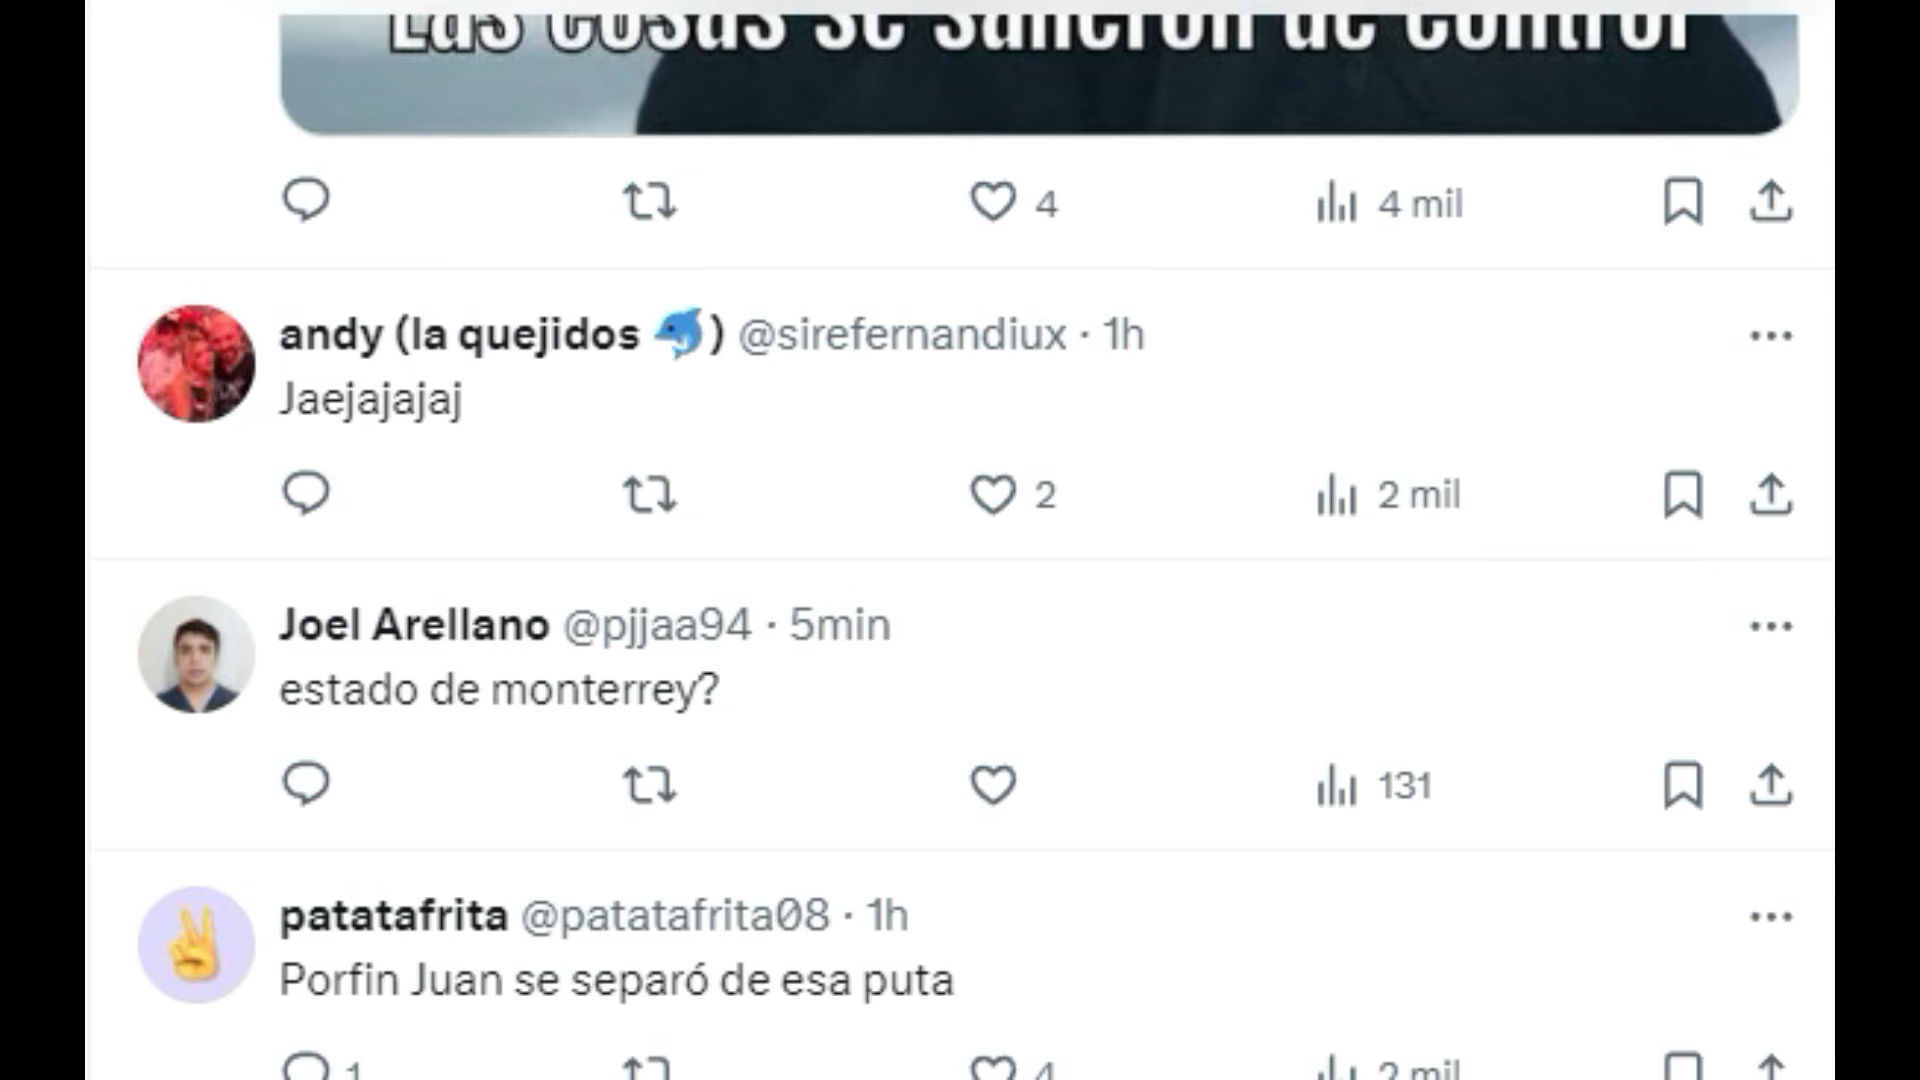 Las cosas se salieron de control
4 4 mil
andy (la quejidos 🐬) @sirefernandiux · 1h
Jaejajajaj
2 2 mil
Joel Arellano @pjjaa94 · 5min
estado de monterrey?
131
patatafrita @patatafrita08 · 1h
Porfin Juan se separó de esa puta
1 4 2 mil